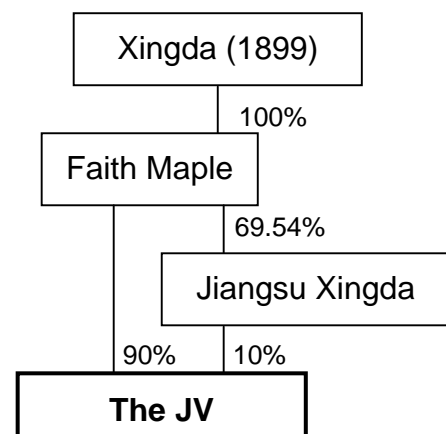 Xingda (1899)
100%
Faith Maple
69.54%
Jiangsu Xingda
90%
10%
The JV